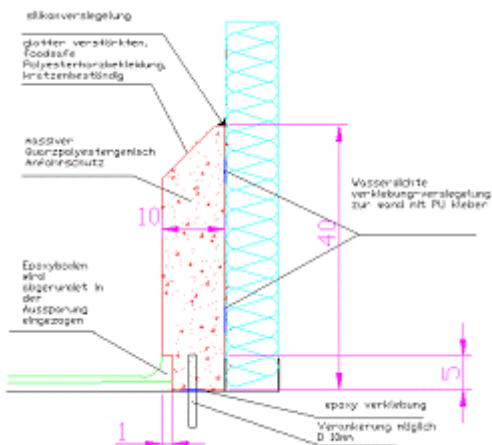 silikonversiegelung
glatter verstärkten,
foodsafe
Polyesterharzbekleidung,
kratzenbeständig
massiver
Quarzpolyestergemisch
Anfahrschutz
10
Wasserdichte
verklebung-versiegelung
zur wand mit PU kleber
40
Epoxyboden
wird
abgerundet in
der
Aussparung
eingezogen
5
epoxy verklebung
1
Verankerung möglich
D 10mm